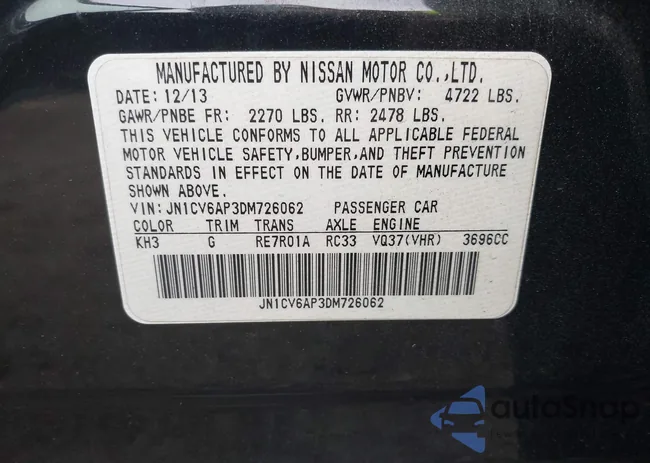 MANUFACTURED BY NISSAN MOTOR CO.,LTD.
DATE: 12/13 GVWR/PNBV: 4722 LBS.
GAWR/PNBE FR: 2270 LBS. RR: 2478 LBS.
THIS VEHICLE CONFORMS TO ALL APPLICABLE FEDERAL
MOTOR VEHICLE SAFETY,BUMPER,AND THEFT PREVENTION
STANDARDS IN EFFECT ON THE DATE OF MANUFACTURE
SHOWN ABOVE.
VIN: JN1CV6AP3DM726062 PASSENGER CAR
COLOR TRIM TRANS AXLE ENGINE
KH3 G RE7R01A RC33 VQ37(VHR) 3696CC
JN1CV6AP3DM726062
autoSnap